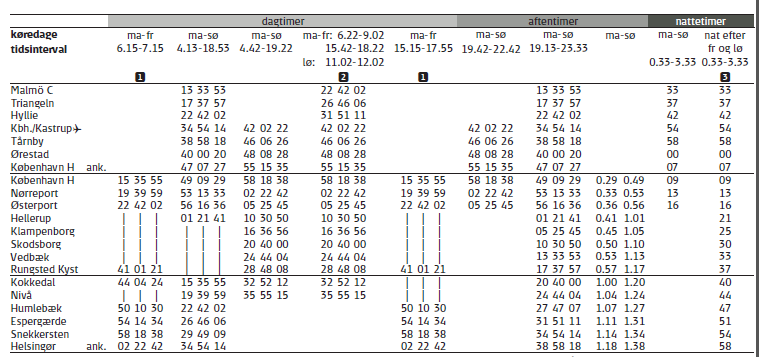 dagtimer aftentimer nattetimer
køredage ma-fr ma-sø ma-sø ma-fr: 6.22-9.02 ma-fr ma-sø ma-sø ma-sø ma-sø nat efter
tidsinterval 6.15-7.15 4.13-18.53 4.42-19.22 15.42-18.22 15.15-17.55 19.42-22.42 19.13-23.33 fr og lø
lø: 11.02-12.02 0.33-3.33 0.33-3.33
1 2 1 3
Malmö C 13 33 53 22 42 02 13 33 53 33 33
Triangeln 17 37 57 26 46 06 17 37 57 37 37
Hyllie 22 42 02 31 51 11 22 42 02 42 42
Kbh./Kastrup 34 54 14 42 02 22 42 02 22 42 02 22 34 54 14 54 54
Tårnby 38 58 18 46 06 26 46 06 26 46 06 26 38 58 18 58 58
Ørestad 40 00 20 48 08 28 48 08 28 48 08 28 40 00 20 00 00
København H ank. 47 07 27 55 15 35 55 15 35 55 15 35 47 07 27 07 07
København H 15 35 55 49 09 29 58 18 38 58 18 38 15 35 55 58 18 38 49 09 29 0.29 0.49 09 09
Nørreport 19 39 59 53 13 33 02 22 42 02 22 42 19 39 59 02 22 42 53 13 33 0.33 0.53 13 13
Østerport 22 42 02 56 16 36 05 25 45 05 25 45 22 42 02 05 25 45 56 16 36 0.36 0.56 16 16
Hellerup 01 21 41 10 30 50 10 30 50 01 21 41 0.41 1.01 21
Klampenborg 16 36 56 16 36 56 05 25 45 0.45 1.05 25
Skodsborg 20 40 00 20 40 00 10 30 50 0.50 1.10 30
Vedbæk 24 44 04 24 44 04 13 33 53 0.53 1.13 33
Rungsted Kyst 41 01 21 28 48 08 28 48 08 41 01 21 17 37 57 0.57 1.17 37
Kokkedal 44 04 24 15 35 55 32 52 12 32 52 12 20 40 00 1.00 1.20 40
Nivå 19 39 59 35 55 15 35 55 15 24 44 04 1.04 1.24 44
Humlebæk 50 10 30 22 42 02 50 10 30 27 47 07 1.07 1.27 47
Espergærde 54 14 34 26 46 06 54 14 34 31 51 11 1.11 1.31 51
Snekkersten 58 18 38 29 49 09 58 18 38 34 54 14 1.14 1.34 54
Helsingør ank. 02 22 42 34 54 14 02 22 42 38 58 18 1.18 1.38 58